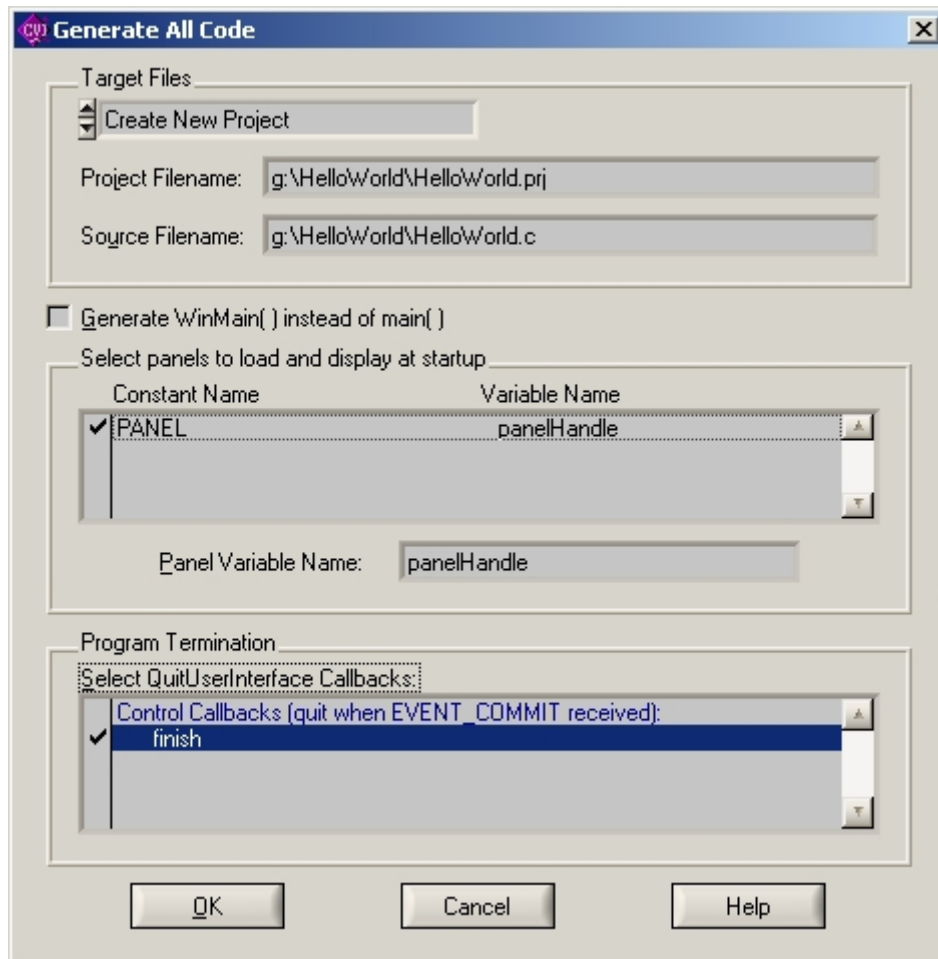 CVI Generate All Code
Target Files
Create New Project
Project Filename: g:\HelloWorld\HelloWorld.prj
Source Filename: g:\HelloWorld\HelloWorld.c
Generate WinMain( ) instead of main( )
Select panels to load and display at startup
Constant Name Variable Name
PANEL panelHandle
Panel Variable Name: panelHandle
Program Termination
Select QuitUserInterface Callbacks:
Control Callbacks (quit when EVENT_COMMIT received):
finish
OK Cancel Help